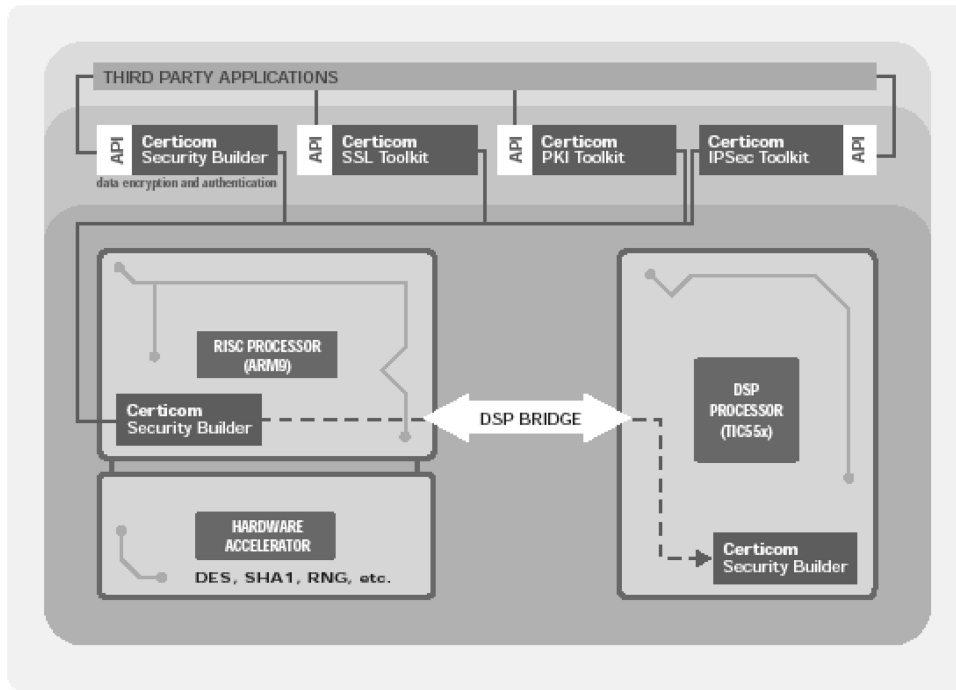 THIRD PARTY APPLICATIONS
API
Certicom
Security Builder
API
Certicom
SSL Toolkit
API
Certicom
PKI Toolkit
Certicom
IPSec Toolkit
API
data encryption and authentication
RISC PROCESSOR
(ARM9)
Certicom
Security Builder
DSP BRIDGE
DSP
PROCESSOR
(TIC55x)
HARDWARE
ACCELERATOR
DES, SHA1, RNG, etc.
Certicom
Security Builder